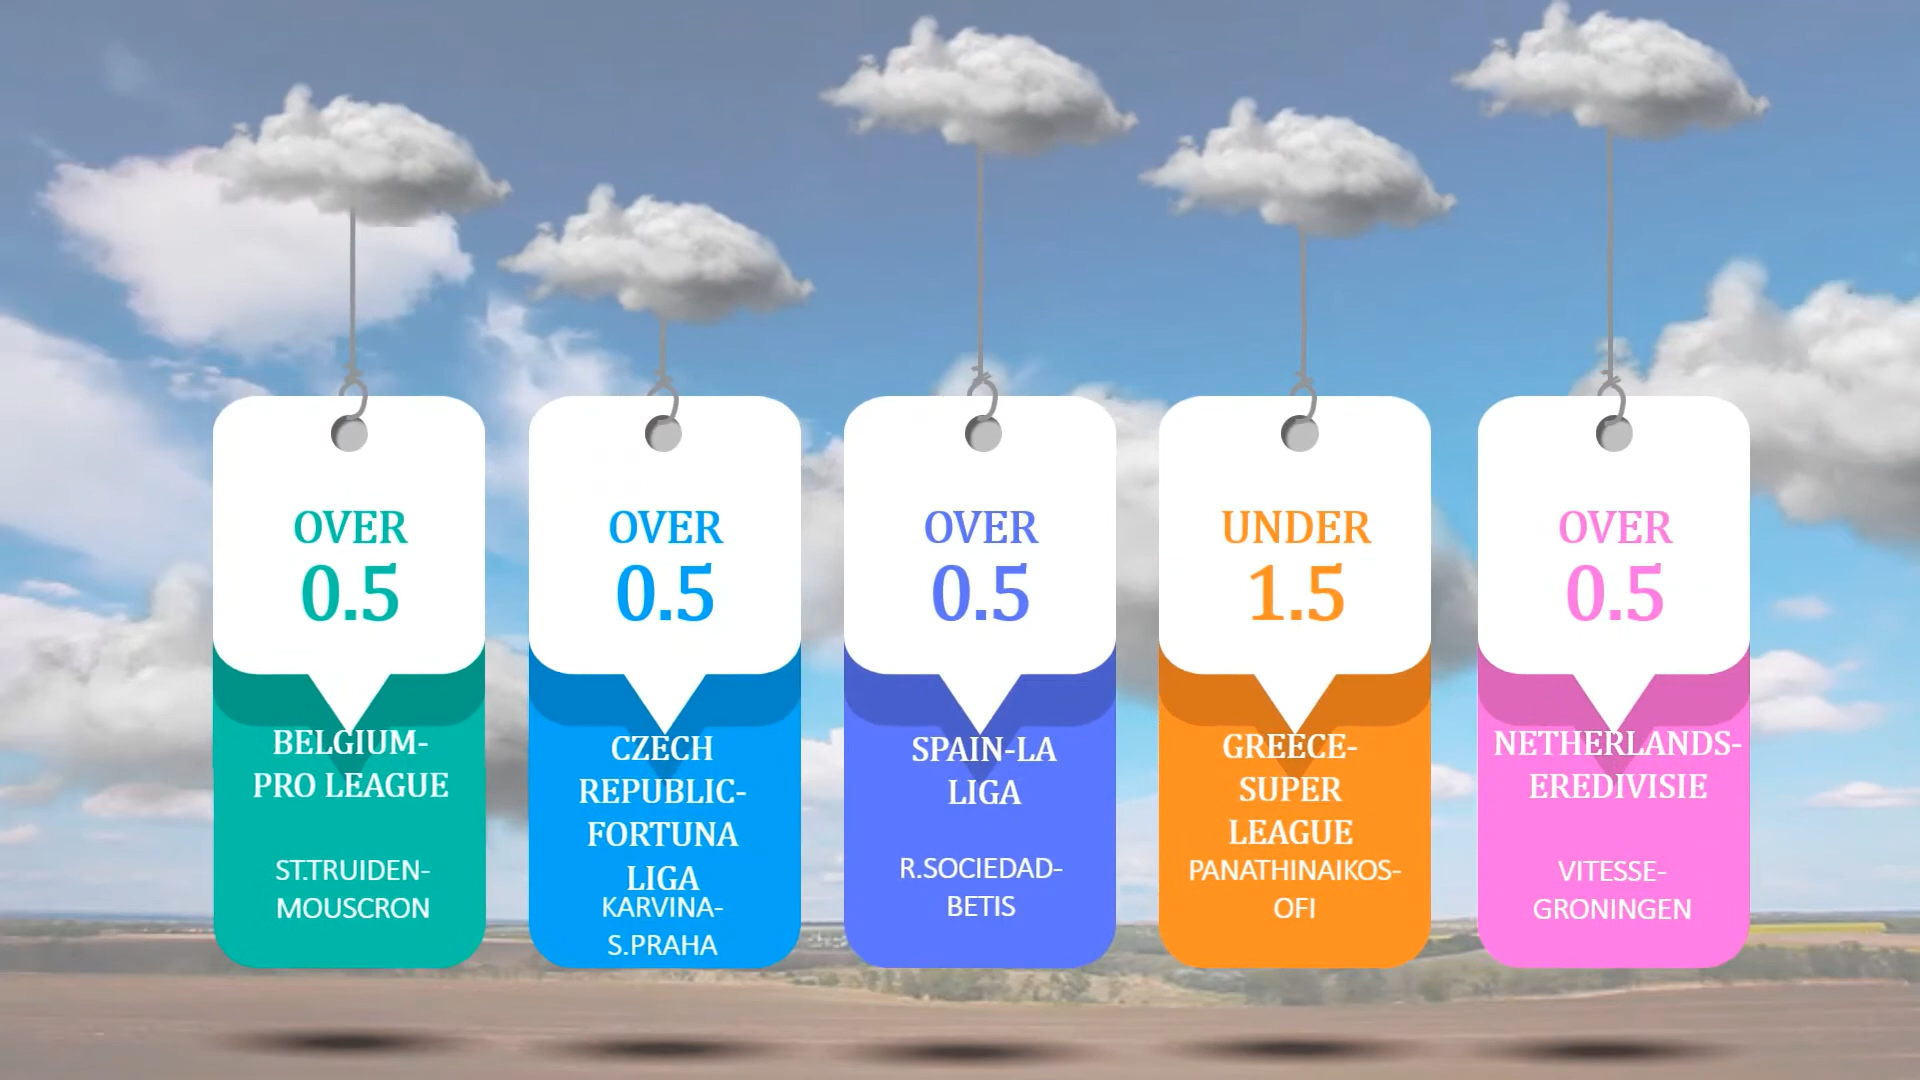 OVER
0.5
BELGIUM-
PRO LEAGUE
ST.TRUIDEN-
MOUSCRON
OVER
0.5
CZECH
REPUBLIC-
FORTUNA
LIGA
KARVINA-
S.PRAHA
OVER
0.5
SPAIN-LA
LIGA
R.SOCIEDAD-
BETIS
UNDER
1.5
GREECE-
SUPER
LEAGUE
PANATHINAIKOS-
OFI
OVER
0.5
NETHERLANDS-
EREDIVISIE
VITESSE-
GRONINGEN